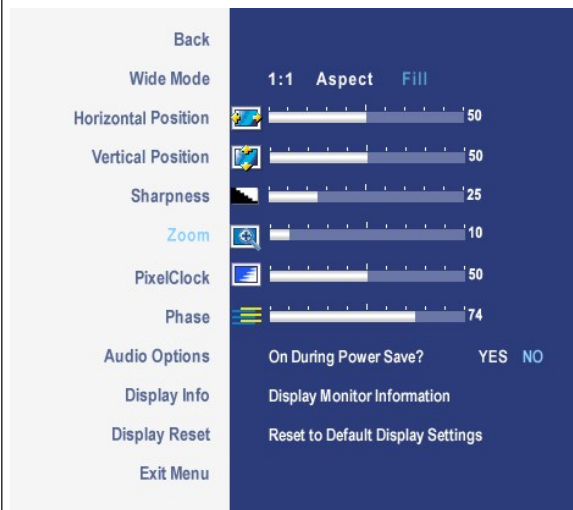 Back
Wide Mode 1:1 Aspect Fill
Horizontal Position 50
Vertical Position 50
Sharpness 25
Zoom 10
PixelClock 50
Phase 74
Audio Options On During Power Save? YES NO
Display Info Display Monitor Information
Display Reset Reset to Default Display Settings
Exit Menu